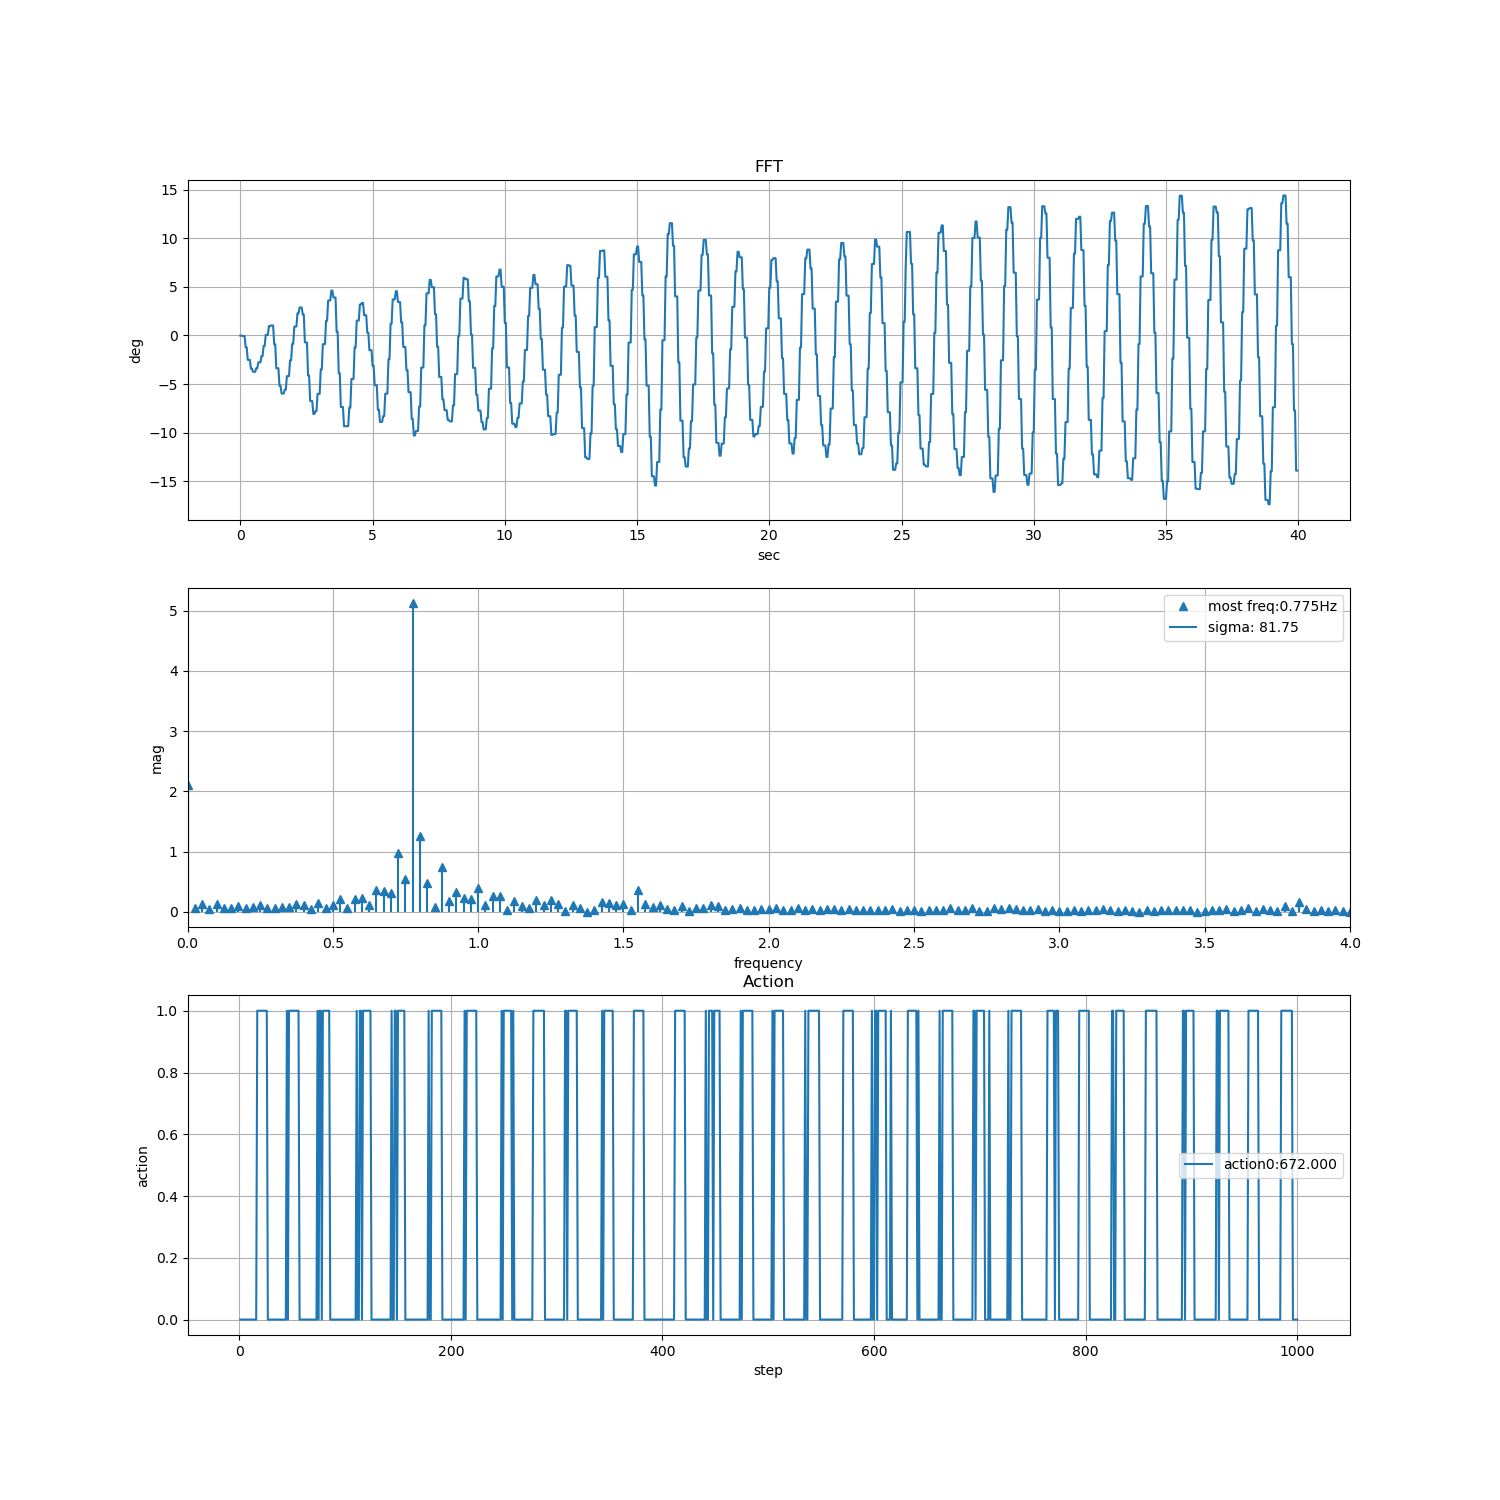 FFT
15
10
5
0
−5
−10
−15
deg
0 5 10 15 20 25 30 35 40
sec
most freq:0.775Hz
sigma: 81.75
5
4
3
2
1
0
mag
0.0 0.5 1.0 1.5 2.0 2.5 3.0 3.5 4.0
frequency
Action
1.0
0.8
0.6
0.4
0.2
0.0
action
action0:672.000
0 200 400 600 800 1000
step